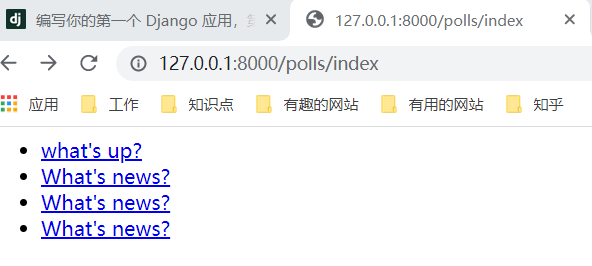 dj 编写你的第一个 Django 应用， 127.0.0.1:8000/polls/index
127.0.0.1:8000/polls/index
应用 工作 知识点 有趣的网站 有用的网站 知乎
what's up?
What's news?
What's news?
What's news?